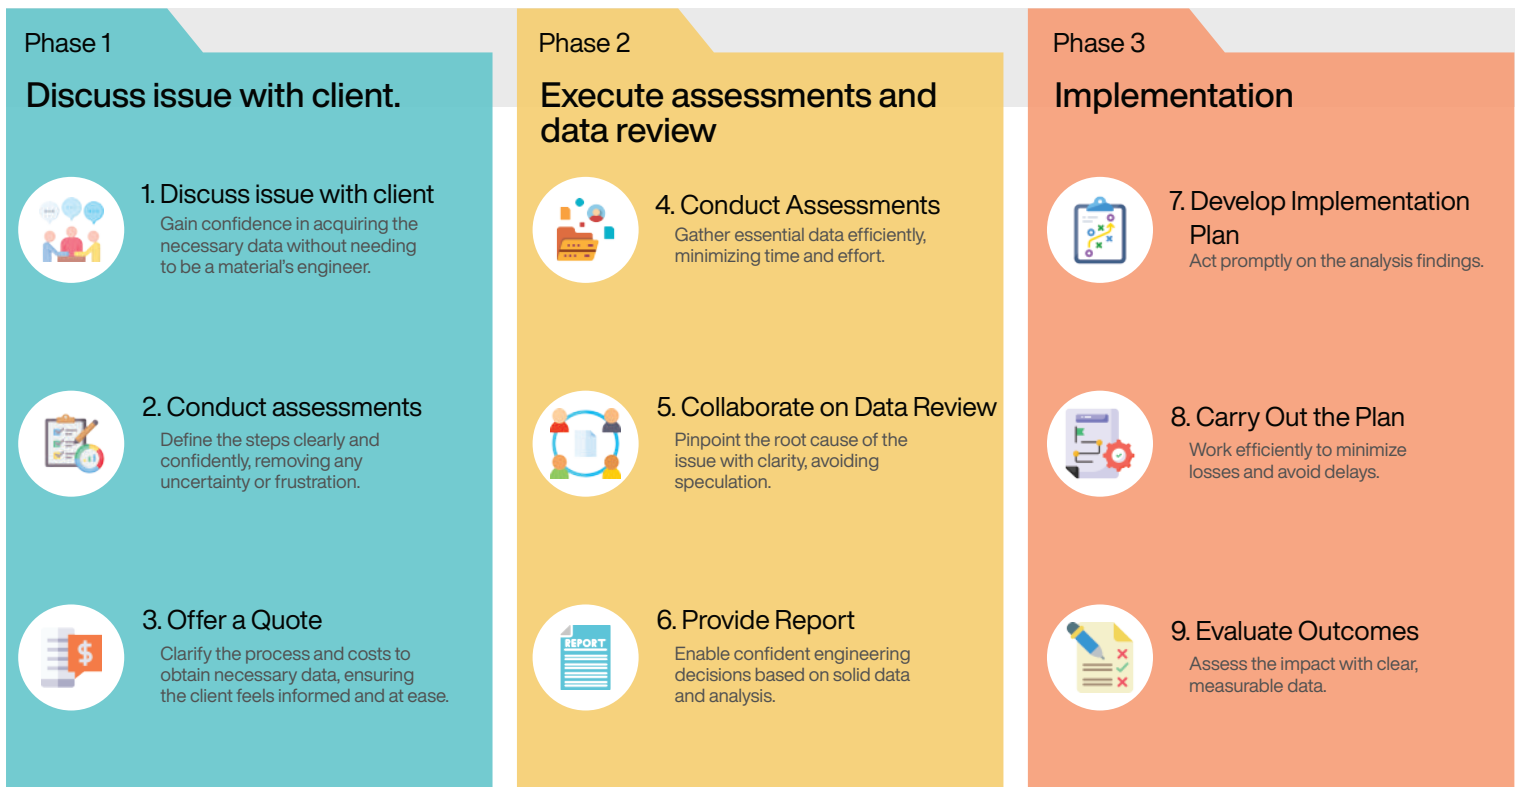 Phase 1
Discuss issue with client.
1. Discuss issue with client
Gain confidence in acquiring the
necessary data without needing
to be a material's engineer.
2. Conduct assessments
Define the steps clearly and
confidently, removing any
uncertainty or frustration.
3. Offer a Quote
$
Clarify the process and costs to
obtain necessary data, ensuring
the client feels informed and at ease.
Phase 2
Execute assessments and
data review
4. Conduct Assessments
Gather essential data efficiently,
minimizing time and effort.
5. Collaborate on Data Review
Pinpoint the root cause of the
issue with clarity, avoiding
speculation.
6. Provide Report
REPORT
Enable confident engineering
decisions based on solid data
and analysis.
Phase 3
Implementation
7. Develop Implementation
Plan
Act promptly on the analysis findings.
8. Carry Out the Plan
Work efficiently to minimize
losses and avoid delays.
9. Evaluate Outcomes
Assess the impact with clear,
measurable data.